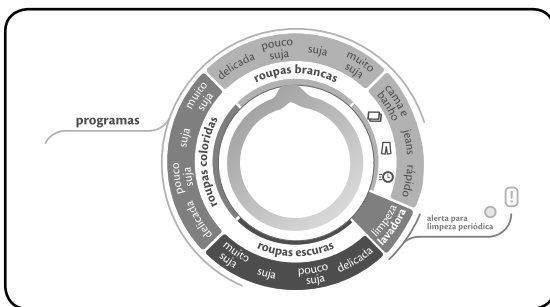 programas
delicada
pouco
suja
suja
muito
suja
roupas brancas
cama e
banho
jeans
rápido
limpeza
lavadora
alerta para
limpeza periódica
!
delicada
pouco
suja
suja
muito
suja
roupas escuras
delicada
pouco
suja
suja
muito
suja
roupas coloridas